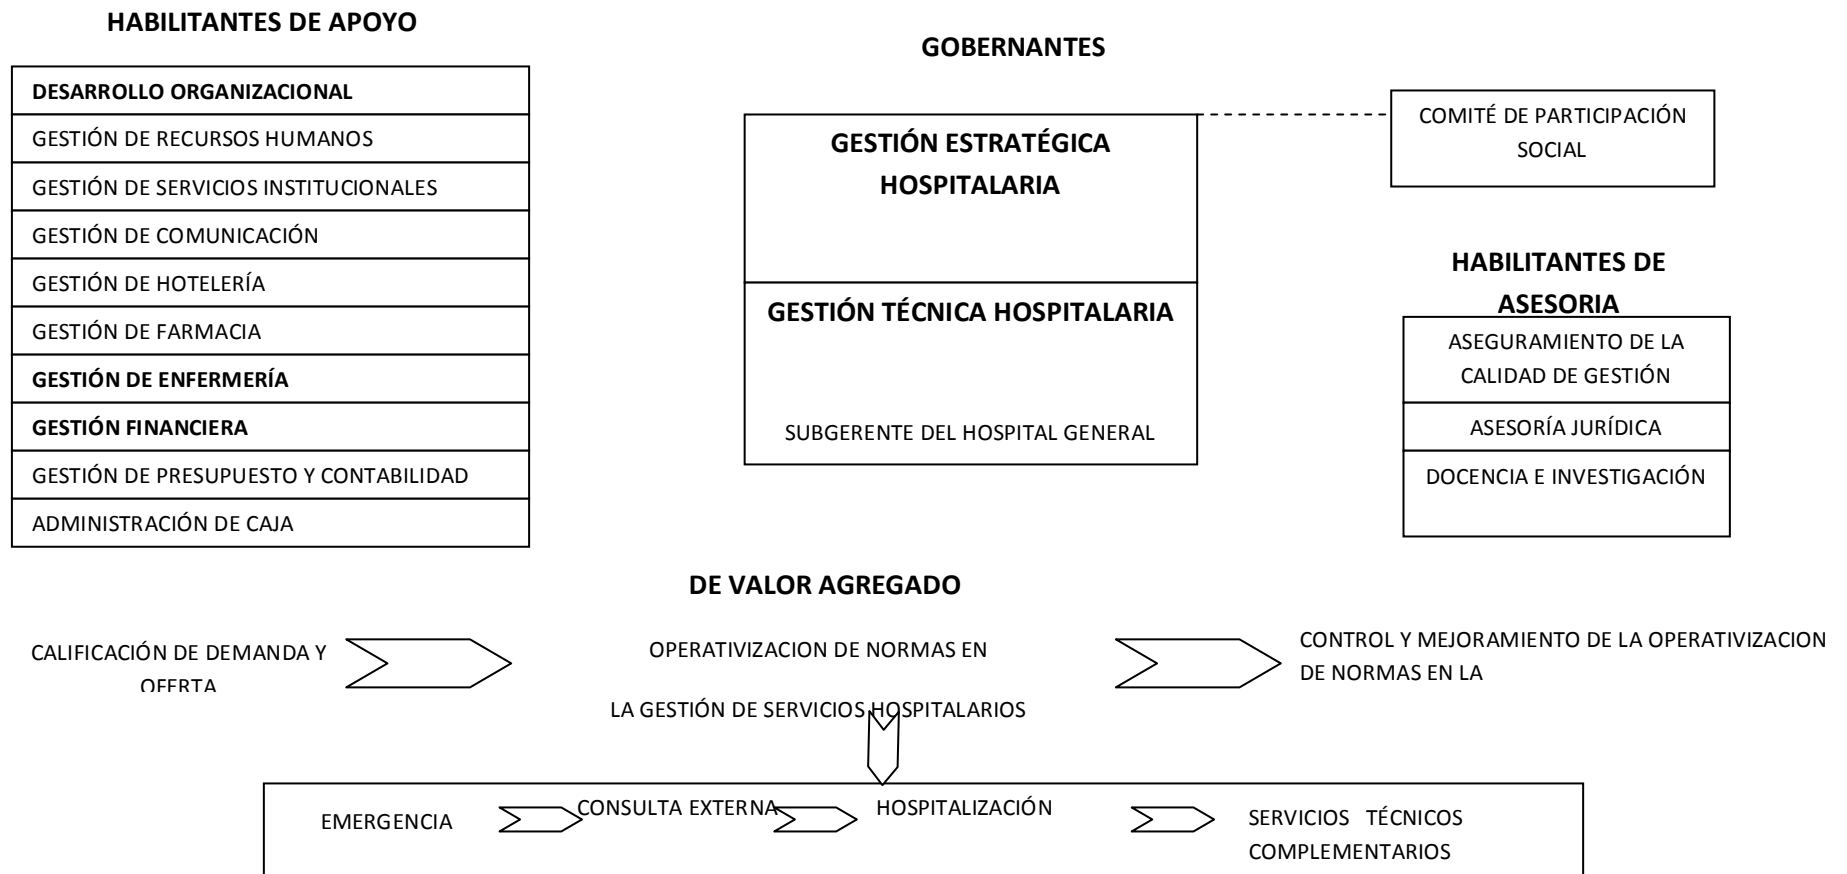 HABILITANTES DE APOYO
DESARROLLO ORGANIZACIONAL
GESTIÓN DE RECURSOS HUMANOS
GESTIÓN DE SERVICIOS INSTITUCIONALES
GESTIÓN DE COMUNICACIÓN
GESTIÓN DE HOTELERÍA
GESTIÓN DE FARMACIA
GESTIÓN DE ENFERMERÍA
GESTIÓN FINANCIERA
GESTIÓN DE PRESUPUESTO Y CONTABILIDAD
ADMINISTRACIÓN DE CAJA
GOBERNANTES
GESTIÓN ESTRATÉGICA
HOSPITALARIA
GESTIÓN TÉCNICA HOSPITALARIA
SUBGERENTE DEL HOSPITAL GENERAL
COMITÉ DE PARTICIPACIÓN
SOCIAL
HABILITANTES DE
ASESORIA
ASEGURAMIENTO DE LA
CALIDAD DE GESTIÓN
ASESORÍA JURÍDICA
DOCENCIA E INVESTIGACIÓN
DE VALOR AGREGADO
CALIFICACIÓN DE DEMANDA Y
OFERTA
OPERATIVIZACION DE NORMAS EN
LA GESTIÓN DE SERVICIOS HOSPITALARIOS
CONTROL Y MEJORAMIENTO DE LA OPERATIVIZACION
DE NORMAS EN LA
EMERGENCIA
CONSULTA EXTERNA
HOSPITALIZACIÓN
SERVICIOS TÉCNICOS
COMPLEMENTARIOS